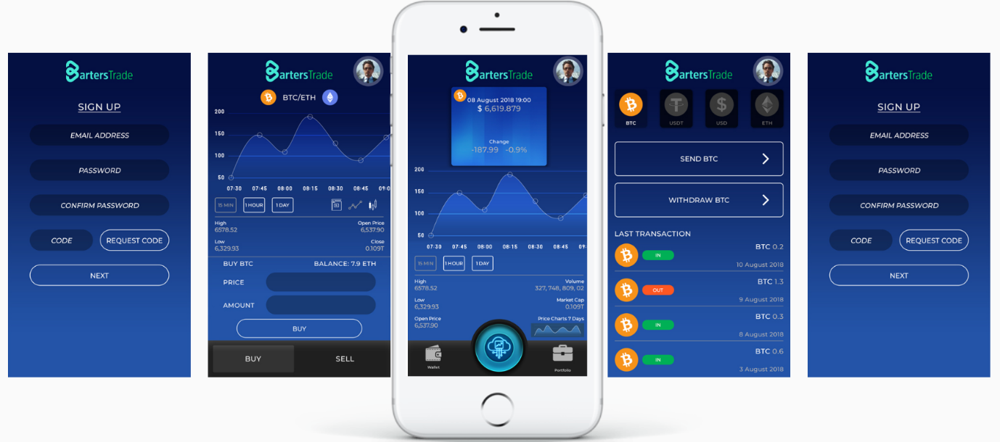 BartersTrade
SIGN UP
EMAIL ADDRESS
PASSWORD
CONFIRM PASSWORD
CODE
REQUEST CODE
NEXT
BartersTrade
BTC/ETH
200
150
100
50
07:30 07:45 08:00 08:15 08:30 08:45 09:0
15 MIN
1 HOUR
1 DAY
High
6578.52
Open Price
6,537.90
Low
6,329.93
Close
0.109T
BUY BTC
BALANCE: 7.9 ETH
PRICE
AMOUNT
BUY
BUY
SELL
BartersTrade
08 August 2018 19:00
$ 6,619.879
Change
-187.99 -0.9%
200
150
100
50
07:30 07:45 08:00 08:15 08:30 08:45 09:
15 MIN
1 HOUR
1 DAY
High
6578.52
Volume
327, 748, 809, 02
Low
6,329.93
Market Cap
0.109T
Open Price
6,537.90
Price Charts 7 Days
Wallet
Portfolio
BartersTrade
BTC
USDT
USD
ETH
SEND BTC
WITHDRAW BTC
LAST TRANSACTION
IN
BTC 0.2
10 August 2018
OUT
BTC 1.3
9 August 2018
IN
BTC 0.3
8 August 2018
IN
BTC 0.6
3 August 2018
BartersTrade
SIGN UP
EMAIL ADDRESS
PASSWORD
CONFIRM PASSWORD
CODE
REQUEST CODE
NEXT